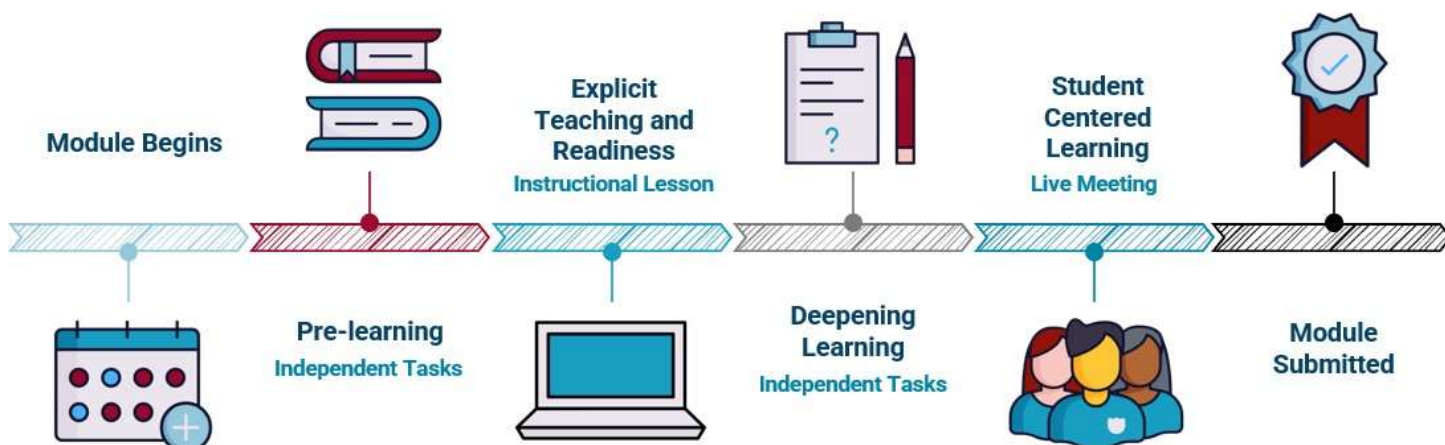 Module Begins
Pre-learning
Independent Tasks
Explicit
Teaching and
Readiness
Instructional Lesson
?
Deepening
Learning
Independent Tasks
Student
Centered
Learning
Live Meeting
Module
Submitted